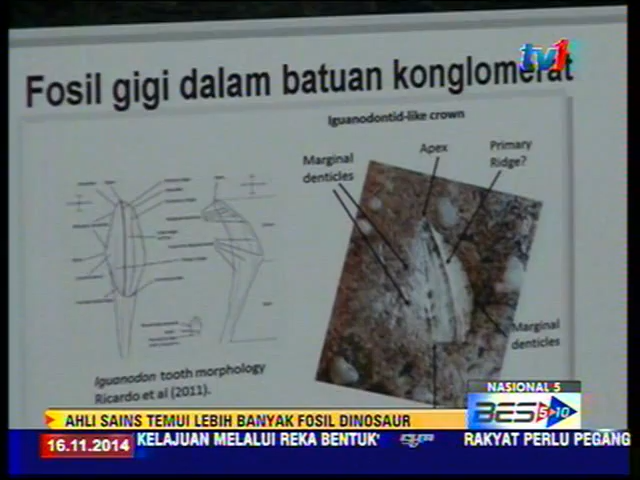 tv1
Fosil gigi dalam batuan konglomerat
Iguanodontid-like crown
Marginal
denticles
Apex
Primary
Ridge?
Marginal
denticles
Iguanodon tooth morphology
Ricardo et al (2011).
NASIONAL 5
BES 5 10
AHLI SAINS TEMUI LEBIH BANYAK FOSIL DINOSAUR
16.11.2014 KELAJUAN MELALUI REKA BENTUK' RAKYAT PERLU PEGANG